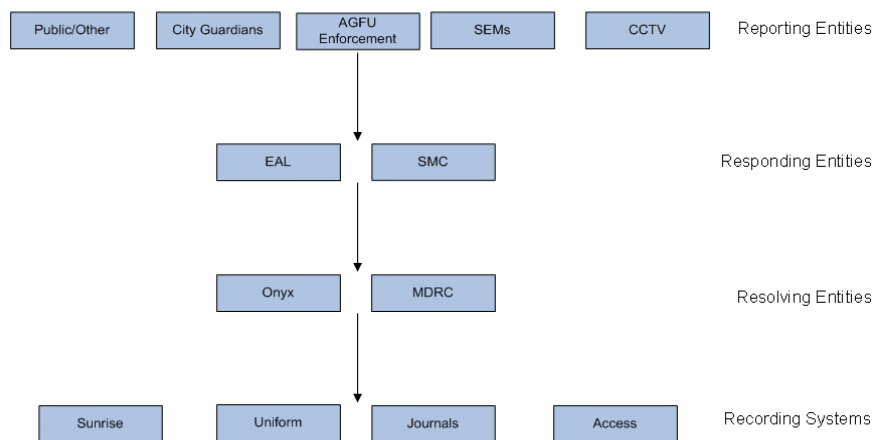 Public/Other
City Guardians
AGFU
Enforcement
SEMs
CCTV
Reporting Entities
EAL
SMC
Responding Entities
Onyx
MDRC
Resolving Entities
Sunrise
Uniform
Journals
Access
Recording Systems